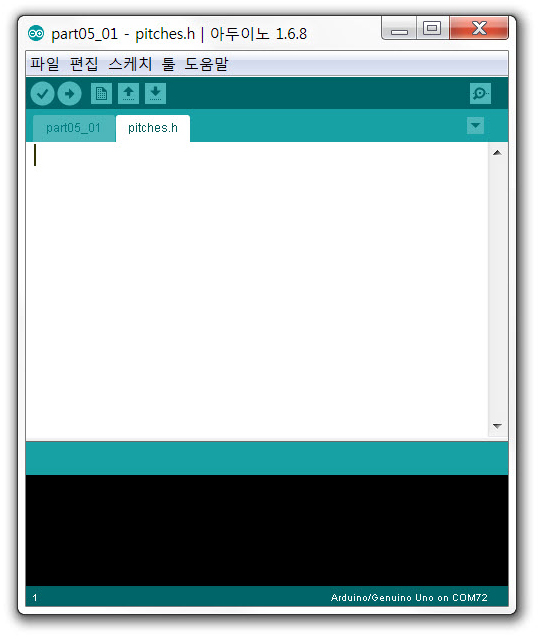 part05_01 - pitches.h | 아두이노 1.6.8
파일 편집 스케치 툴 도움말
part05_01 pitches.h
1 Arduino/Genuino Uno on COM72